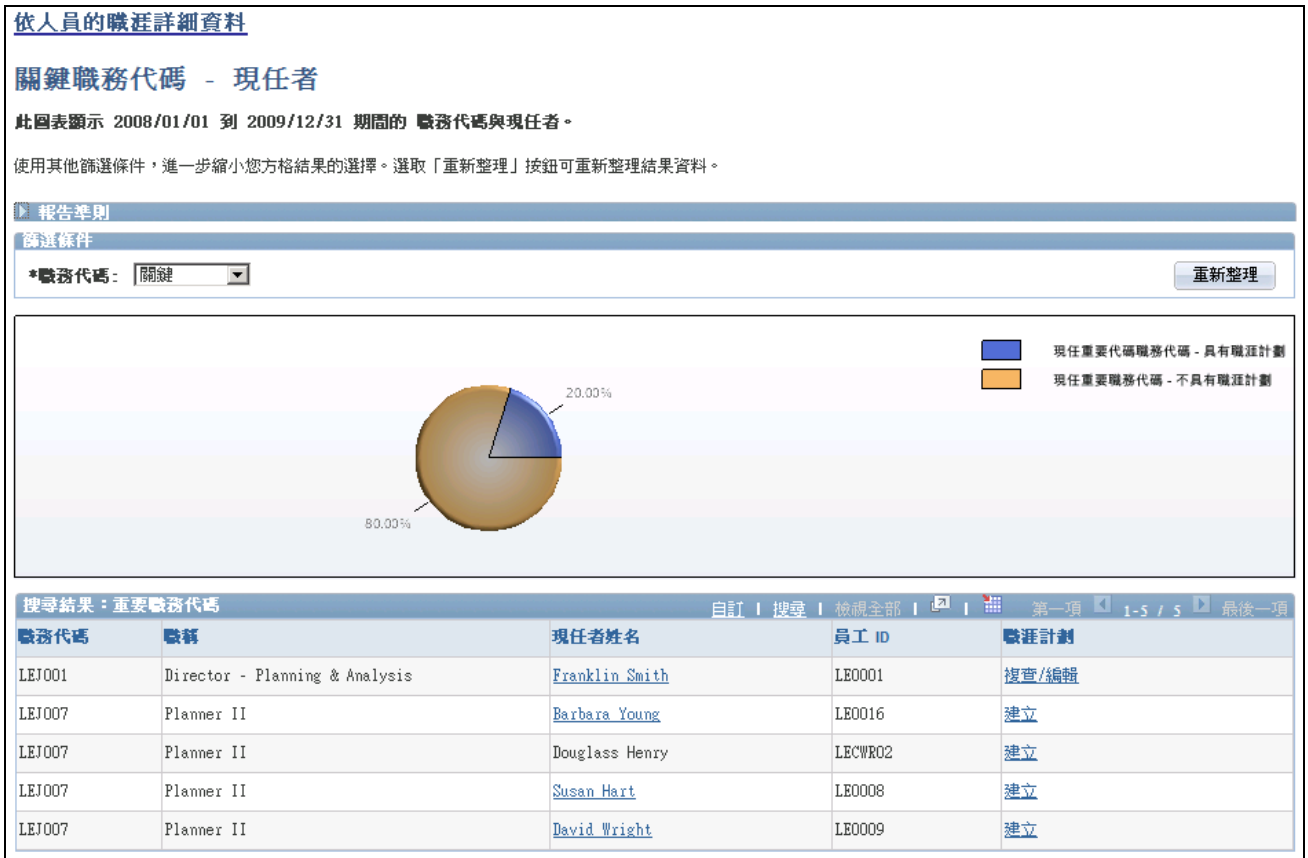 依人員的職涯詳細資料
關鍵職務代碼 - 現任者
此圖表顯示 2008/01/01 到 2009/12/31 期間的 職務代碼與現任者。
使用其他篩選條件，進一步縮小您方格結果的選擇。選取「重新整理」按鈕可重新整理結果資料。
報告準則
篩選條件
*職務代碼: 關鍵 重新整理
現任重要代碼職務代碼 - 具有職涯計劃
現任重要職務代碼 - 不具有職涯計劃
20.00%
80.00%
搜尋結果：重要職務代碼 自訂 | 搜尋 | 檢視全部 | | 第一項 1-5 / 5 最後一項
職務代碼 職稱 現任者姓名 員工 ID 職涯計劃
LEJ001 Director - Planning & Analysis Franklin Smith LE0001 複查/編輯
LEJ007 Planner II Barbara Young LE0016 建立
LEJ007 Planner II Douglass Henry LECWR02 建立
LEJ007 Planner II Susan Hart LE0008 建立
LEJ007 Planner II David Wright LE0009 建立